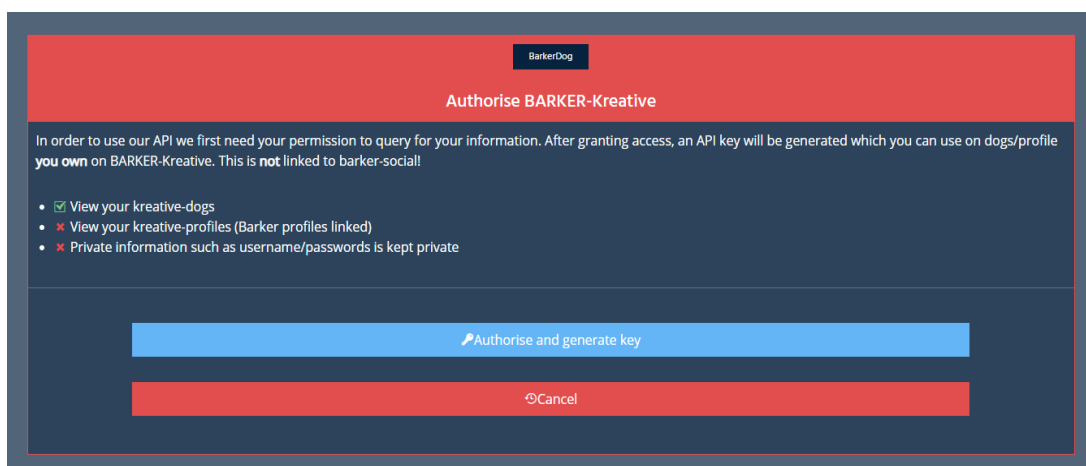 BarkerDog
Authorise BARKER-Kreative
In order to use our API we first need your permission to query for your information. After granting access, an API key will be generated which you can use on dogs/profile
you own on BARKER-Kreative. This is not linked to barker-social!
View your kreative-dogs
View your kreative-profiles (Barker profiles linked)
Private information such as username/passwords is kept private
Authorise and generate key
Cancel